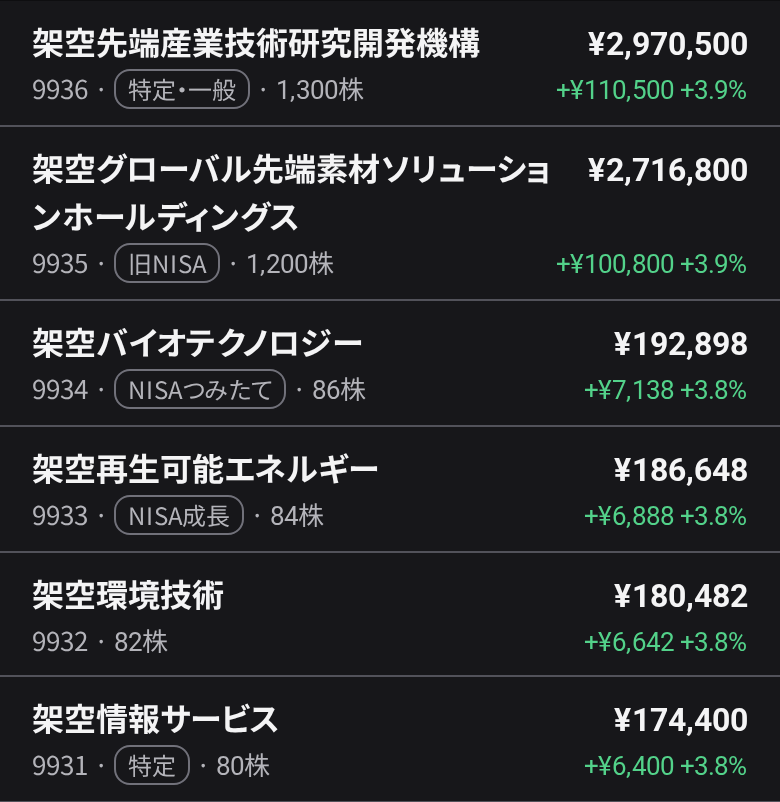 架空先端産業技術研究開発機構 ¥2,970,500
9936 · 特定・一般 · 1,300株 +¥110,500 +3.9%
架空グローバル先端素材ソリューショ ¥2,716,800
ンホールディングス
9935 · 旧NISA · 1,200株 +¥100,800 +3.9%
架空バイオテクノロジー ¥192,898
9934 · NISAつみたて · 86株 +¥7,138 +3.8%
架空再生可能エネルギー ¥186,648
9933 · NISA成長 · 84株 +¥6,888 +3.8%
架空環境技術 ¥180,482
9932 · 82株 +¥6,642 +3.8%
架空情報サービス ¥174,400
9931 · 特定 · 80株 +¥6,400 +3.8%